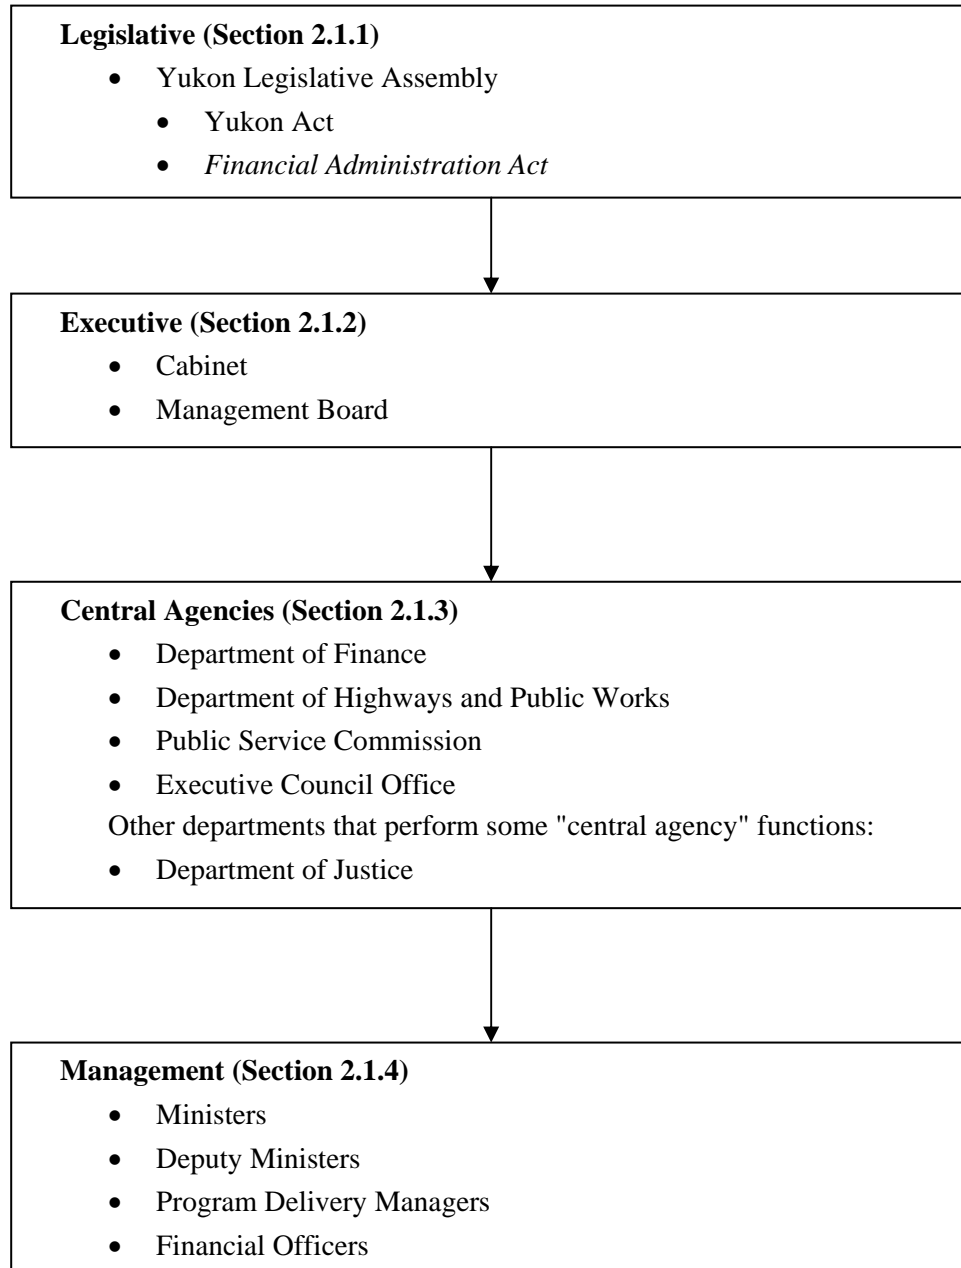 Legislative (Section 2.1.1)
• Yukon Legislative Assembly
• Yukon Act
• Financial Administration Act
Executive (Section 2.1.2)
• Cabinet
• Management Board
Central Agencies (Section 2.1.3)
• Department of Finance
• Department of Highways and Public Works
• Public Service Commission
• Executive Council Office
Other departments that perform some "central agency" functions:
• Department of Justice
Management (Section 2.1.4)
• Ministers
• Deputy Ministers
• Program Delivery Managers
• Financial Officers